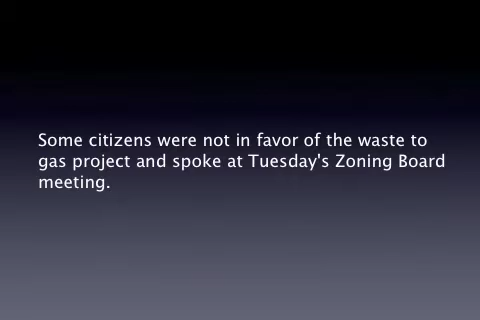 Some citizens were not in favor of the waste to
gas project and spoke at Tuesday's Zoning Board
meeting.